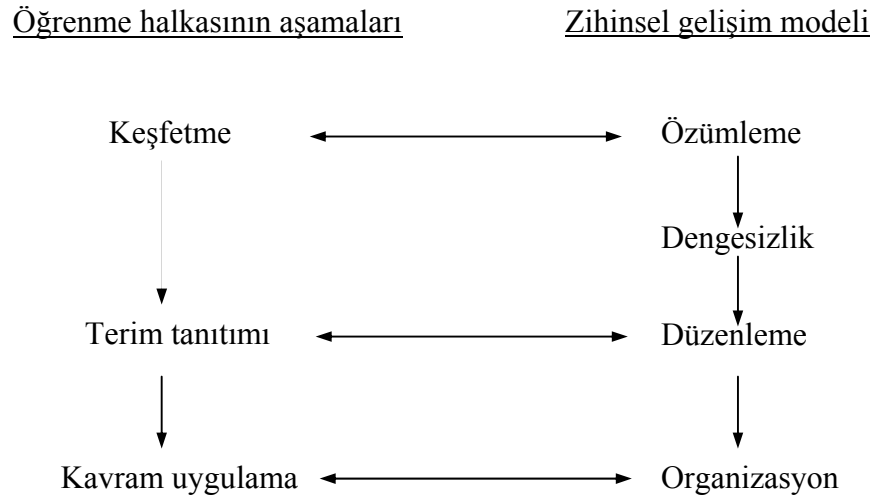 Öğrenme halkasının aşamaları Zihinsel gelişim modeli
Keşfetme Özümleme
Dengesizlik
Terim tanıtımı Düzenleme
Kavram uygulama Organizasyon